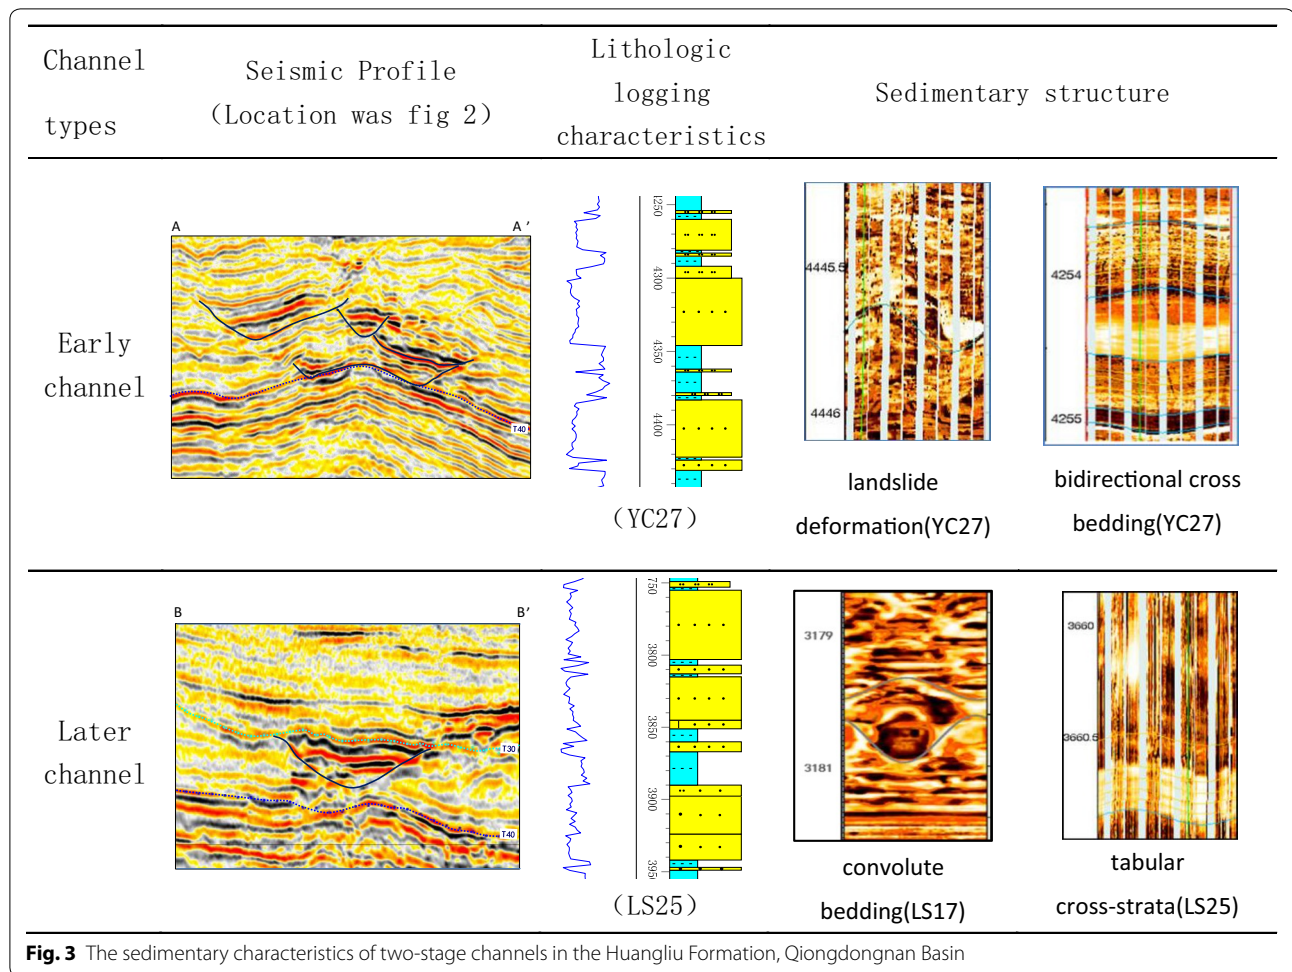 Channel types
Seismic Profile
(Location was fig 2)
Lithologic
logging
characteristics
Sedimentary structure
Early
channel
A
A'
T40
1250
4300
4350
4400
(YC27)
4445.5
4446
landslide
deformation(YC27)
4254
4255
bidirectional cross
bedding(YC27)
Later
channel
B
B'
T30
T40
750
3800
3850
3900
395
(LS25)
3179
3181
convolute
bedding(LS17)
3660
3660.5
tabular
cross-strata(LS25)
Fig. 3 The sedimentary characteristics of two-stage channels in the Huangliu Formation, Qiongdongnan Basin